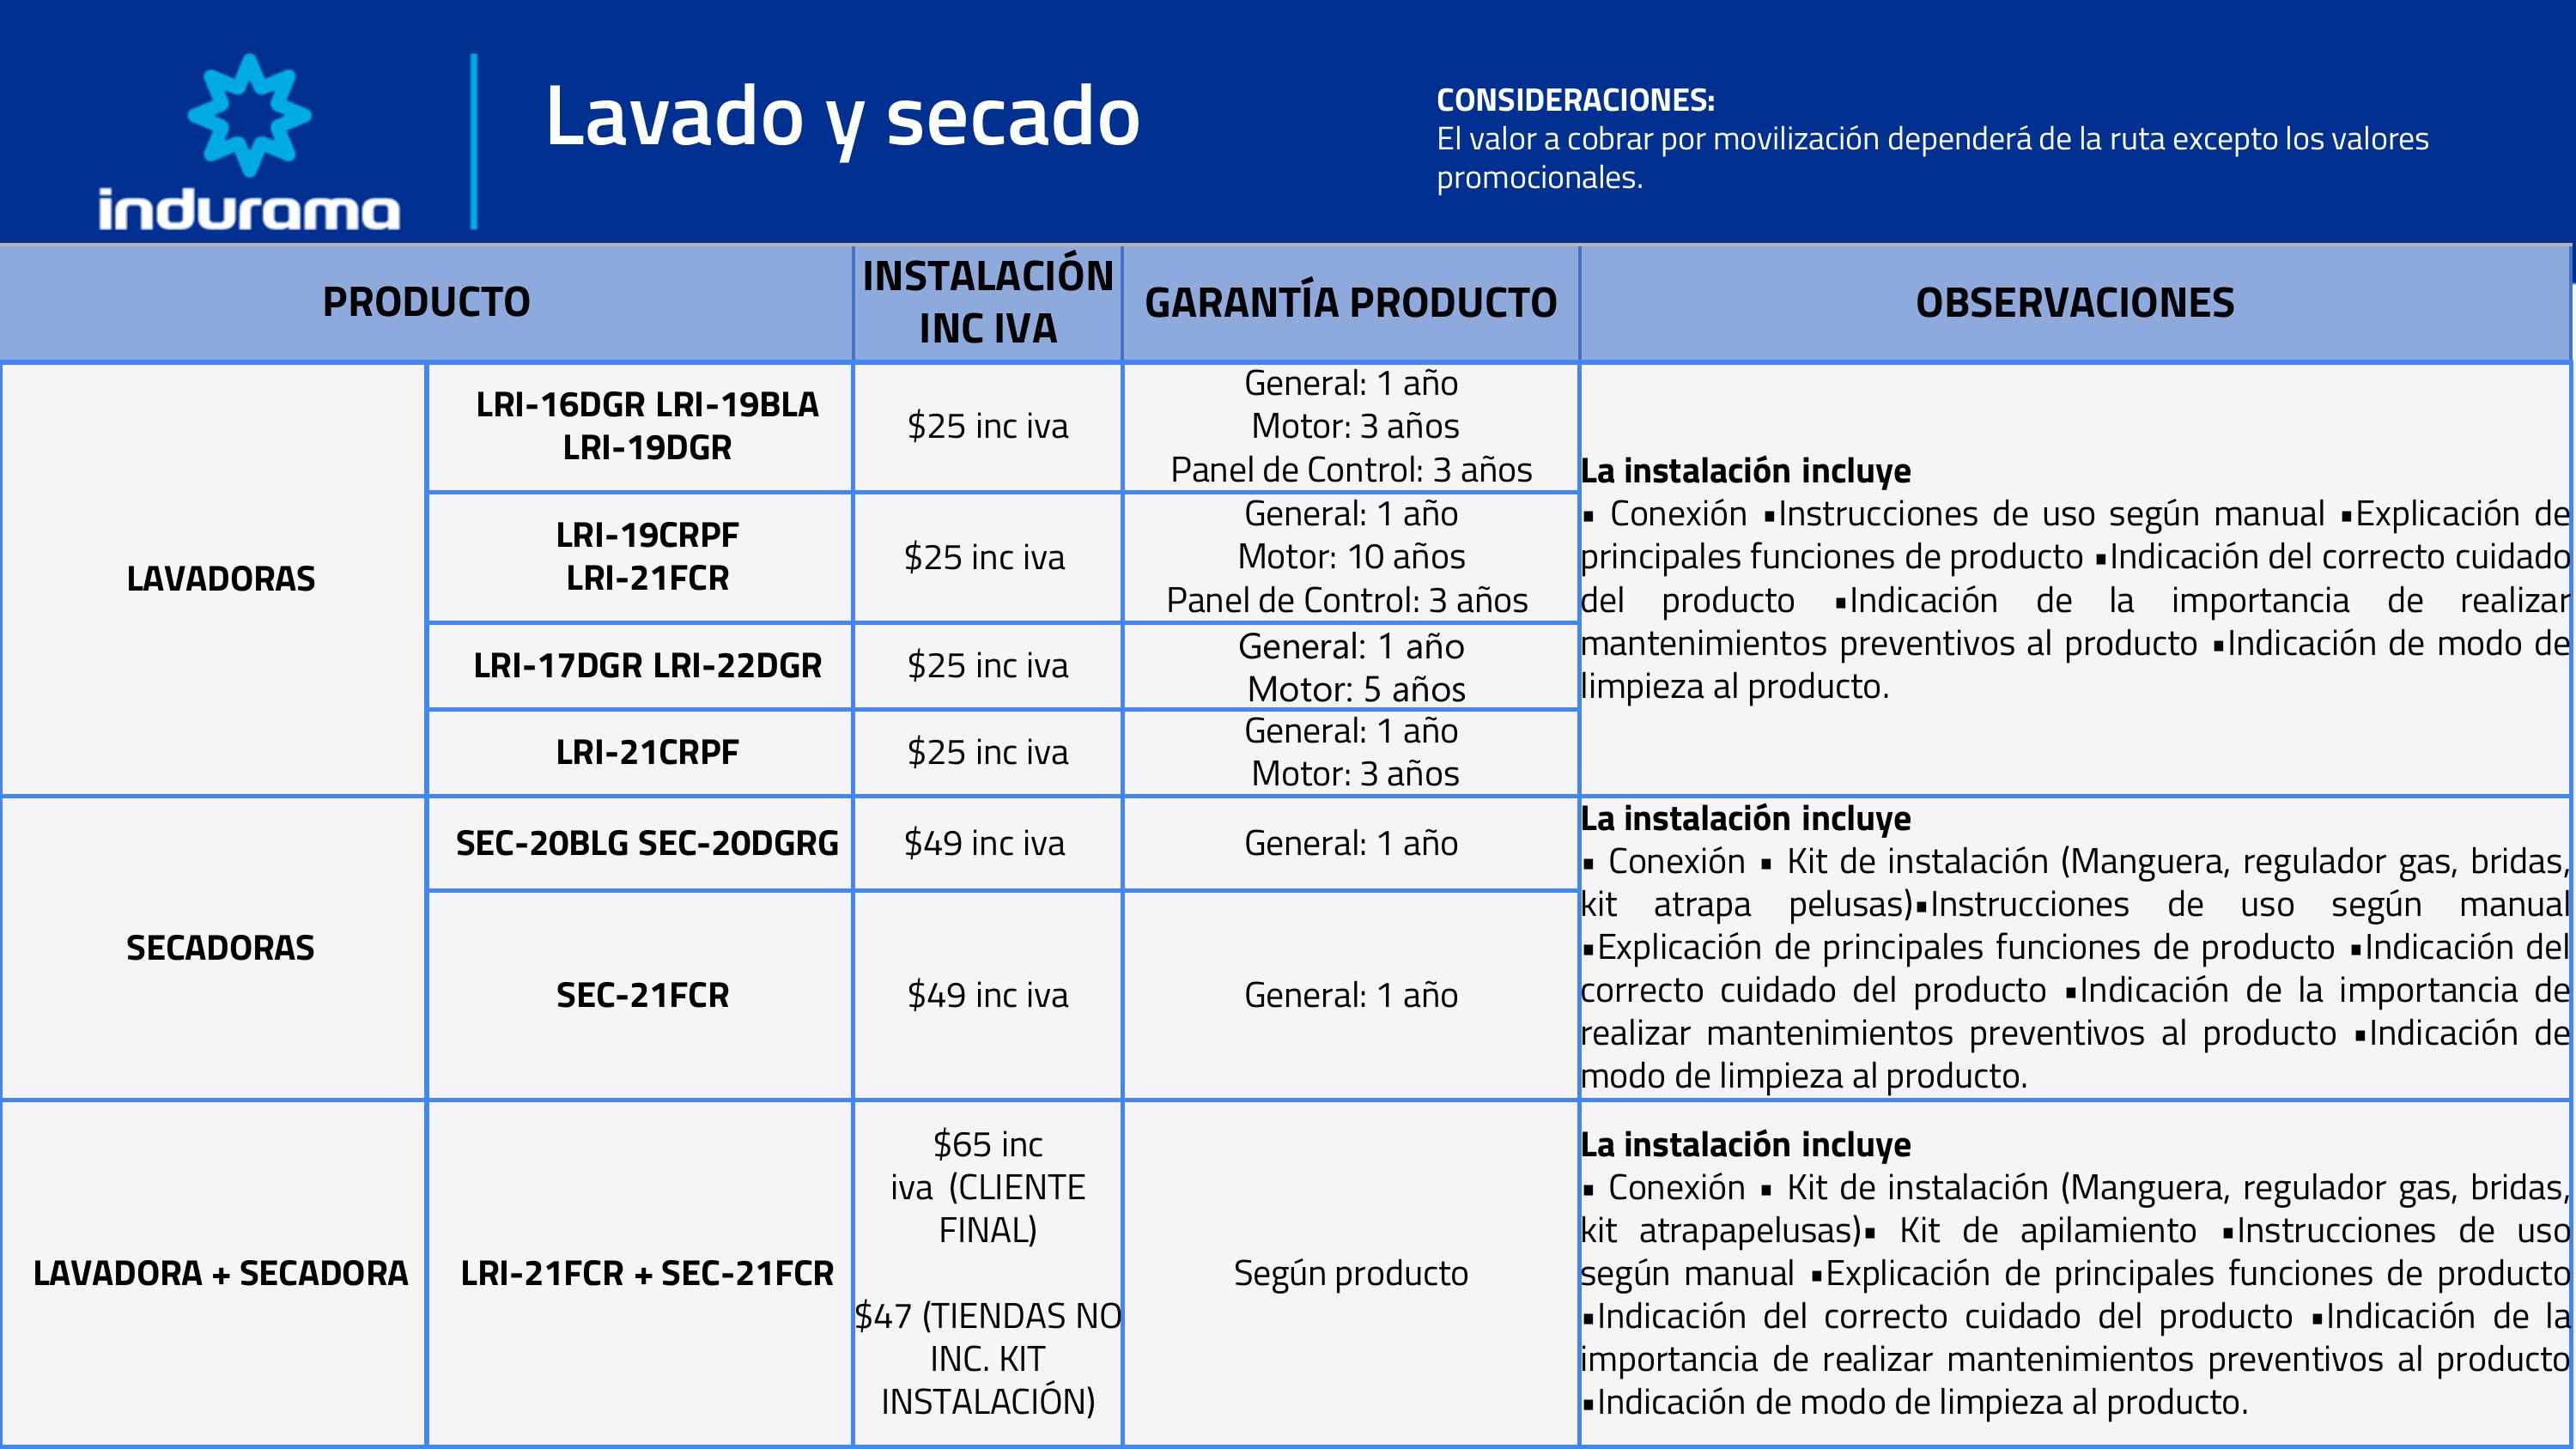 indurama
Lavado y secado
CONSIDERACIONES:
El valor a cobrar por movilización dependerá de la ruta excepto los valores
promocionales.
PRODUCTO
INSTALACIÓN
INC IVA
GARANTÍA PRODUCTO
OBSERVACIONES
LAVADORAS
LRI-16DGR LRI-19BLA
LRI-19DGR
$25 inc iva
General: 1 año
Motor: 3 años
Panel de Control: 3 años
LRI-19CRPF
LRI-21FCR
$25 inc iva
General: 1 año
Motor: 10 años
Panel de Control: 3 años
LRI-17DGR LRI-22DGR
$25 inc iva
General: 1 año
Motor: 5 años
LRI-21CRPF
$25 inc iva
General: 1 año
Motor: 3 años
La instalación incluye
▪ Conexión ▪Instrucciones de uso según manual ▪Explicación de
principales funciones de producto ▪Indicación del correcto cuidado
del producto ▪Indicación de la importancia de realizar
mantenimientos preventivos al producto ▪Indicación de modo de
limpieza al producto.
SECADORAS
SEC-20BLG SEC-20DGRG
$49 inc iva
General: 1 año
SEC-21FCR
$49 inc iva
General: 1 año
La instalación incluye
▪ Conexión ▪ Kit de instalación (Manguera, regulador gas, bridas,
kit atrapa pelusas)▪Instrucciones de uso según manual
▪Explicación de principales funciones de producto ▪Indicación del
correcto cuidado del producto ▪Indicación de la importancia de
realizar mantenimientos preventivos al producto ▪Indicación de
modo de limpieza al producto.
LAVADORA + SECADORA
LRI-21FCR + SEC-21FCR
$65 inc
iva (CLIENTE
FINAL)
$47 (TIENDAS NO
INC. KIT
INSTALACIÓN)
Según producto
La instalación incluye
▪ Conexión ▪ Kit de instalación (Manguera, regulador gas, bridas,
kit atrapapelusas)▪ Kit de apilamiento ▪Instrucciones de uso
según manual ▪Explicación de principales funciones de producto
▪Indicación del correcto cuidado del producto ▪Indicación de la
importancia de realizar mantenimientos preventivos al producto
▪Indicación de modo de limpieza al producto.